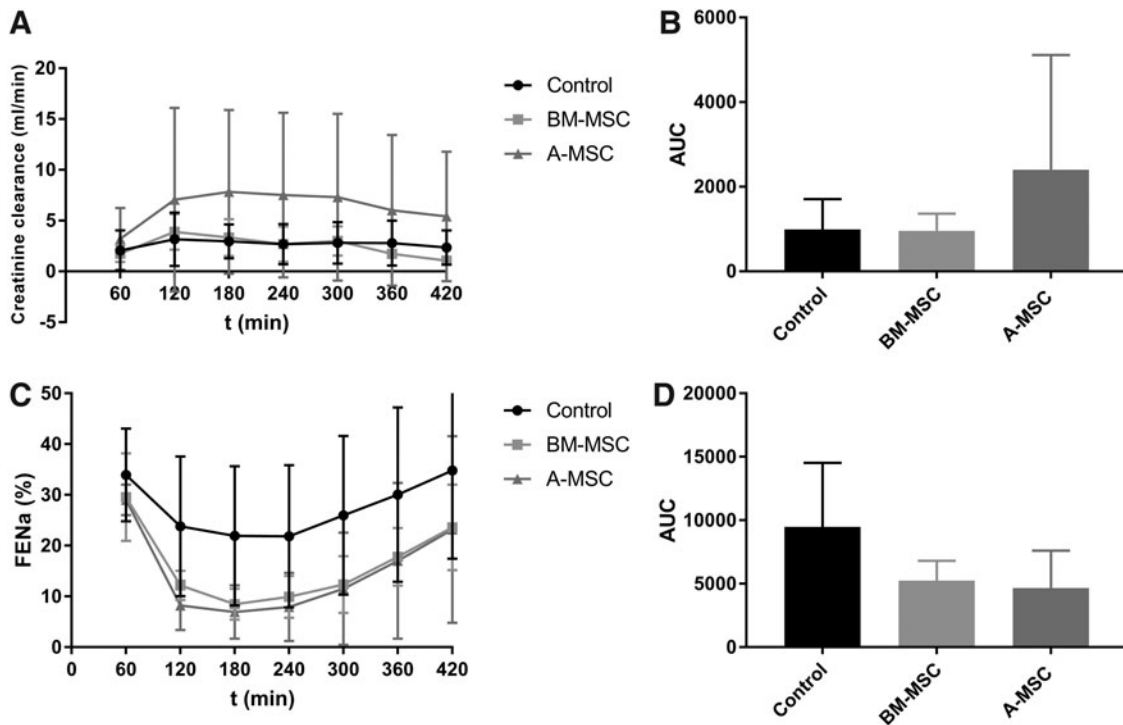 A
Creatinine clearance (ml/min)
20
15
10
5
0
-5
60 120 180 240 300 360 420
t (min)
Control
BM-MSC
A-MSC
B
AUC
6000
4000
2000
0
Control BM-MSC A-MSC
C
FENa (%)
50
40
30
20
10
0
0 60 120 180 240 300 360 420
t (min)
Control
BM-MSC
A-MSC
D
AUC
20000
15000
10000
5000
0
Control BM-MSC A-MSC